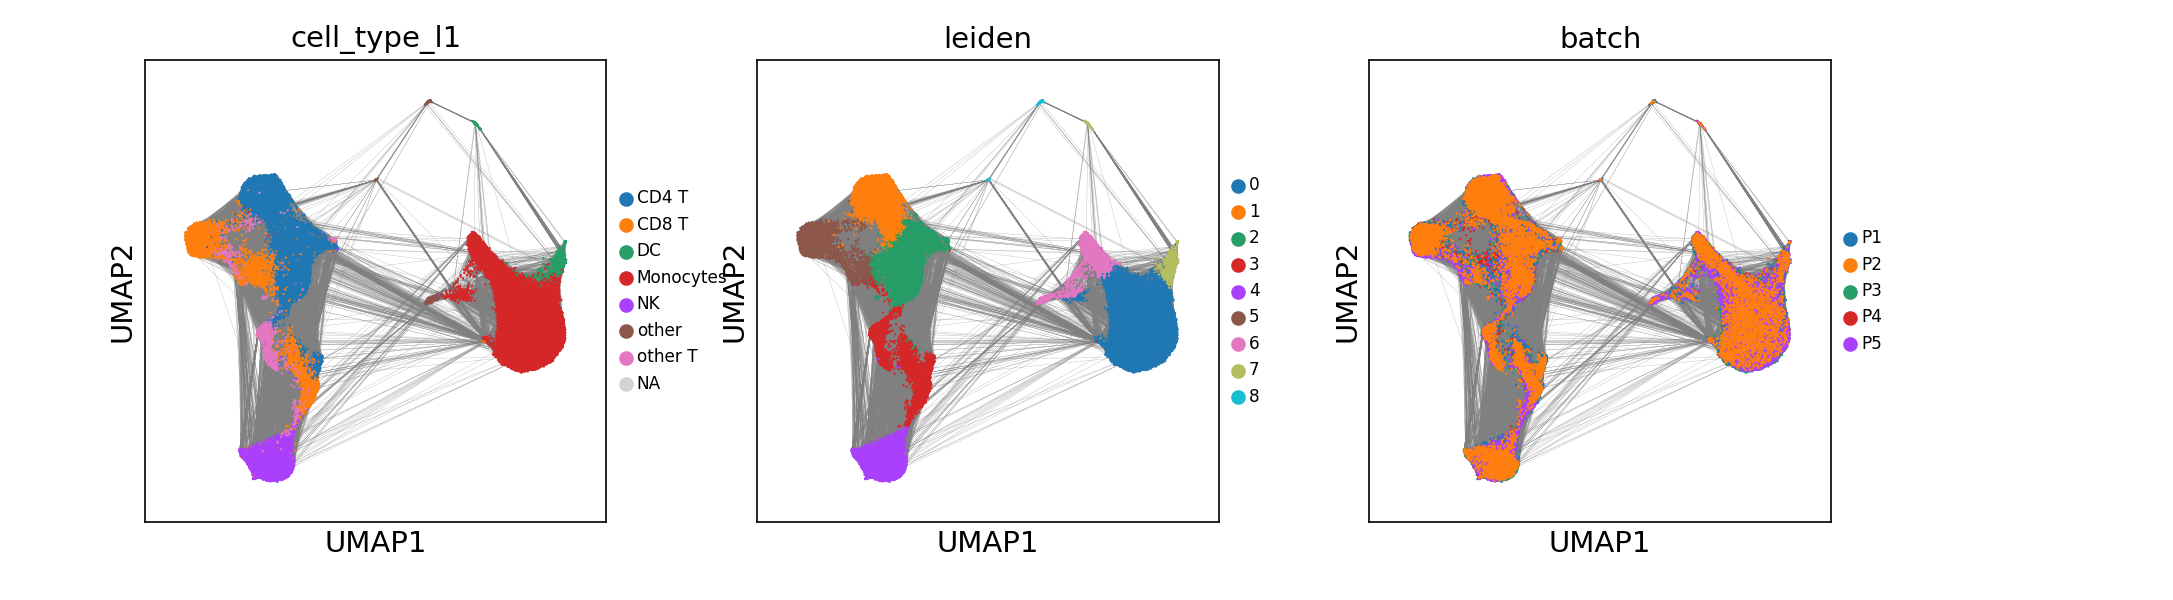 cell_type_l1
UMAP2
UMAP1
CD4 T
CD8 T
DC
Monocytes
NK
other
other T
NA
leiden
UMAP2
UMAP1
0
1
2
3
4
5
6
7
8
batch
UMAP2
UMAP1
P1
P2
P3
P4
P5